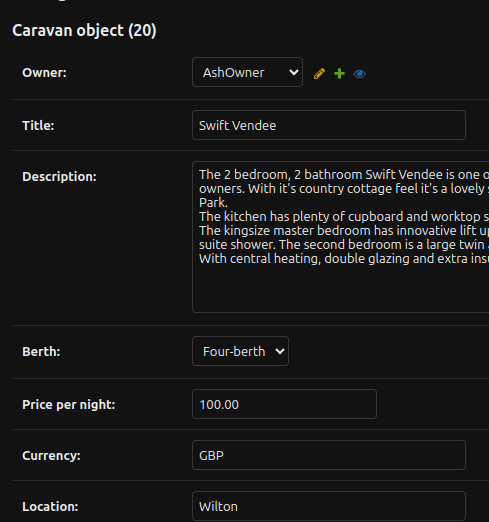 Caravan object (20)
Owner:
AshOwner
Title:
Swift Vendee
Description:
The 2 bedroom, 2 bathroom Swift Vendee is one
owners. With it's country cottage feel it's a lovely
Park.
The kitchen has plenty of cupboard and worktop
The kingsize master bedroom has innovative lift up
suite shower. The second bedroom is a large twin
With central heating, double glazing and extra
Berth:
Four-berth
Price per night:
100.00
Currency:
GBP
Location:
Wilton